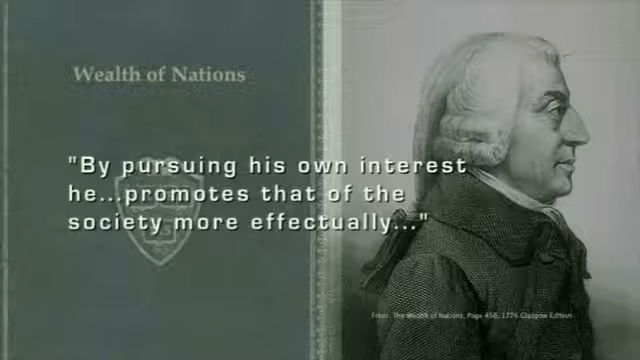 Wealth of Nations
"By pursuing his own interest
he...promotes that of the
society more effectually..."
From: The Wealth of Nations, Page 456, 1776 Glasgow Edition